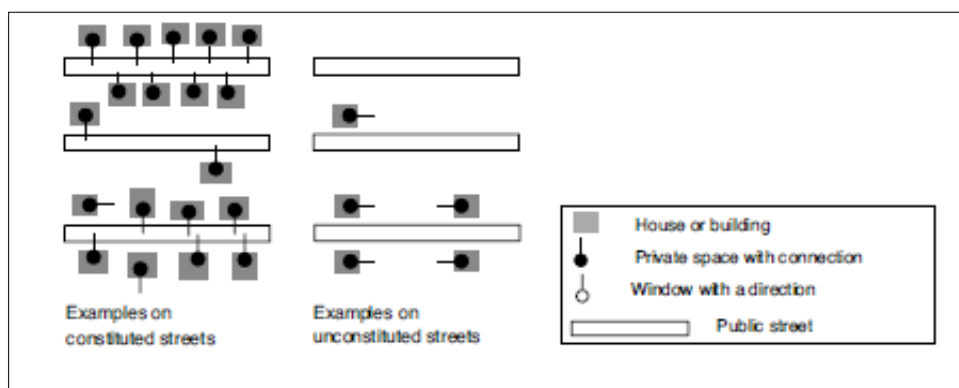 Examples on
constituted streets
Examples on
unconstituted streets
House or building
Private space with connection
Window with a direction
Public street